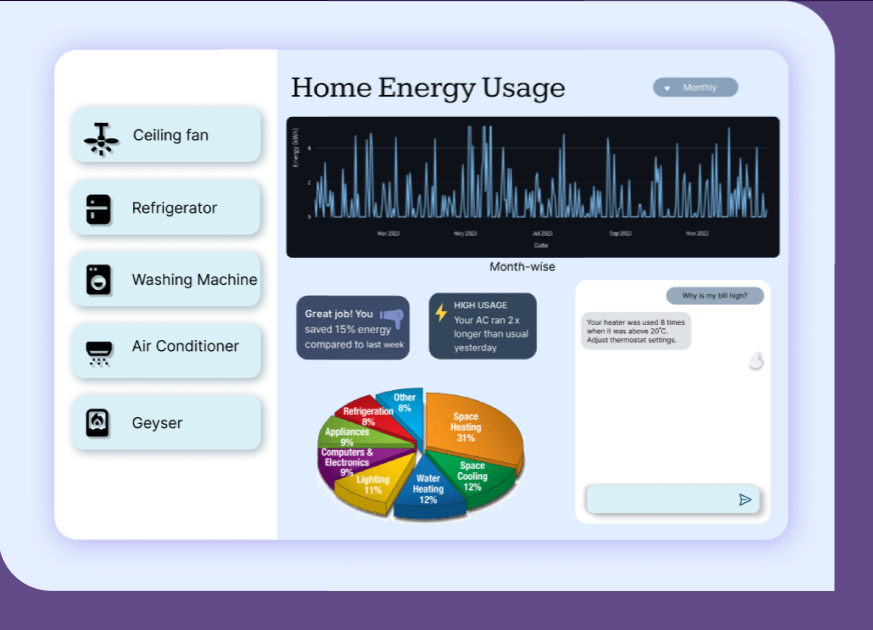 Home Energy Usage
Monthly
Ceiling fan
Refrigerator
Washing Machine
Air Conditioner
Geyser
Energy (kWh)
4
2
0
Mar 2023
May 2023
Jul 2023
Sep 2023
Nov 2023
Date
Month-wise
Great job! You
saved 15% energy
compared to last week
HIGH USAGE
Your AC ran 2x
longer than usual
yesterday
Why is my bill high?
Your heater was used 8 times
when it was above 20°C.
Adjust thermostat settings.
Other
8%
Refrigeration
8%
Appliances
9%
Computers &
Electronics
9%
Lighting
11%
Water
Heating
12%
Space
Cooling
12%
Space
Heating
31%